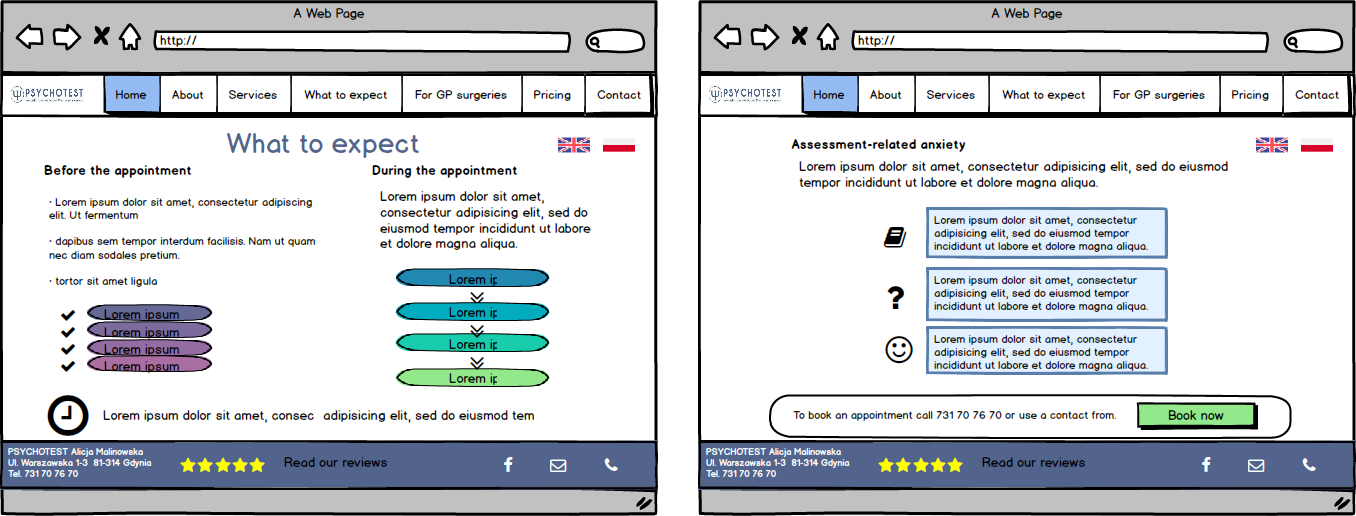 A Web Page
http://
PSYCHOTEST
Home
About
Services
What to expect
For GP surgeries
Pricing
Contact
What to expect
Before the appointment
· Lorem ipsum dolor sit amet, consectetur adipiscing
elit. Ut fermentum
· dapibus sem tempor interdum facilisis. Nam ut quam
nec diam sodales pretium.
· tortor sit amet ligula
Lorem ipsum
Lorem ipsum
Lorem ipsum
Lorem ipsum
During the appointment
Lorem ipsum dolor sit amet,
consectetur adipisicing elit, sed do
eiusmod tempor incididunt ut labore
et dolore magna aliqua.
Lorem ip
Lorem ip
Lorem ip
Lorem ip
Lorem ipsum dolor sit amet, consec adipisicing elit, sed do eiusmod tem
PSYCHOTEST Alicja Malinowska
Ul. Warszawska 1-3 81-314 Gdynia
Tel. 731 70 76 70
Read our reviews
A Web Page
http://
PSYCHOTEST
Home
About
Services
What to expect
For GP surgeries
Pricing
Contact
Assessment-related anxiety
Lorem ipsum dolor sit amet, consectetur adipisicing elit, sed do eiusmod
tempor incididunt ut labore et dolore magna aliqua.
Lorem ipsum dolor sit amet, consectetur
adipisicing elit, sed do eiusmod tempor
incididunt ut labore et dolore magna aliqua.
Lorem ipsum dolor sit amet, consectetur
adipisicing elit, sed do eiusmod tempor
incididunt ut labore et dolore magna aliqua.
Lorem ipsum dolor sit amet, consectetur
adipisicing elit, sed do eiusmod tempor
incididunt ut labore et dolore magna aliqua.
To book an appointment call 731 70 76 70 or use a contact from.
Book now
PSYCHOTEST Alicja Malinowska
Ul. Warszawska 1-3 81-314 Gdynia
Tel. 731 70 76 70
Read our reviews